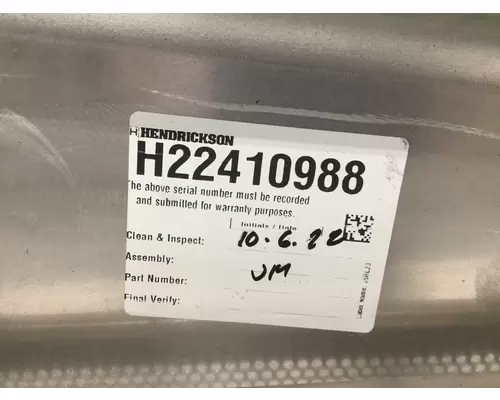 HENDRICKSON
H22410988
The above serial number must be recorded
and submitted for warranty purposes.
Initials / Date
Clean & Inspect: 10.6.22
Assembly:
Part Number: JM
Final Verify: